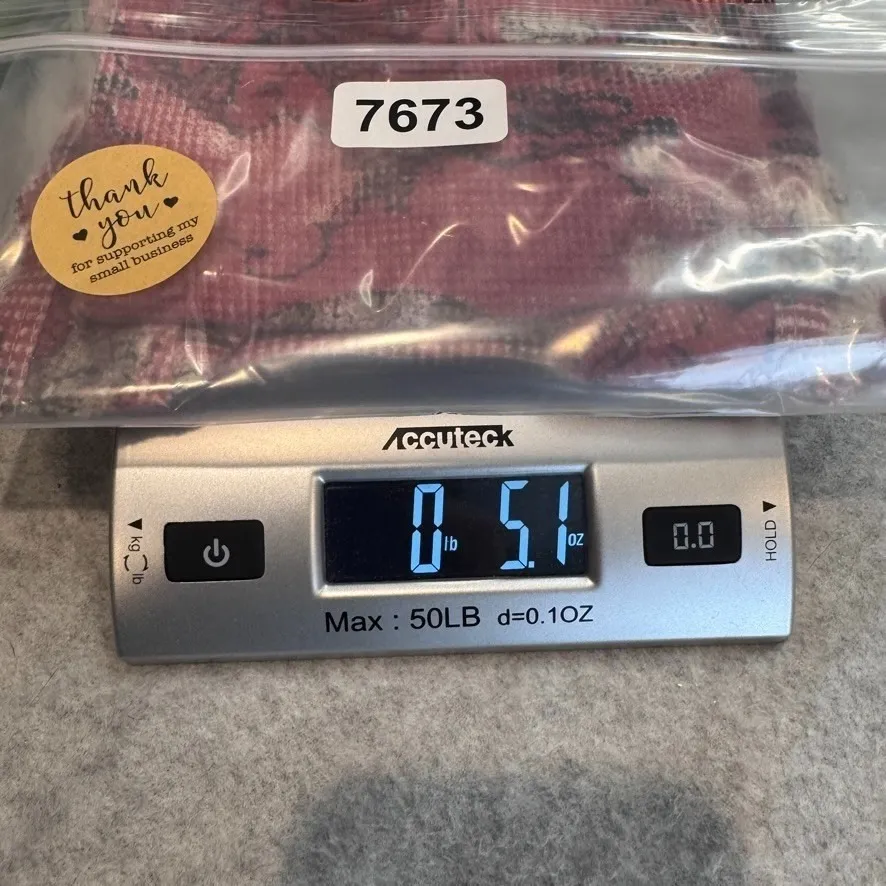 7673
thank
you
for supporting my
small business
Accuteck
0 lb 5.1 oz
kg lb
0.0
HOLD
Max : 50LB d=0.1OZ